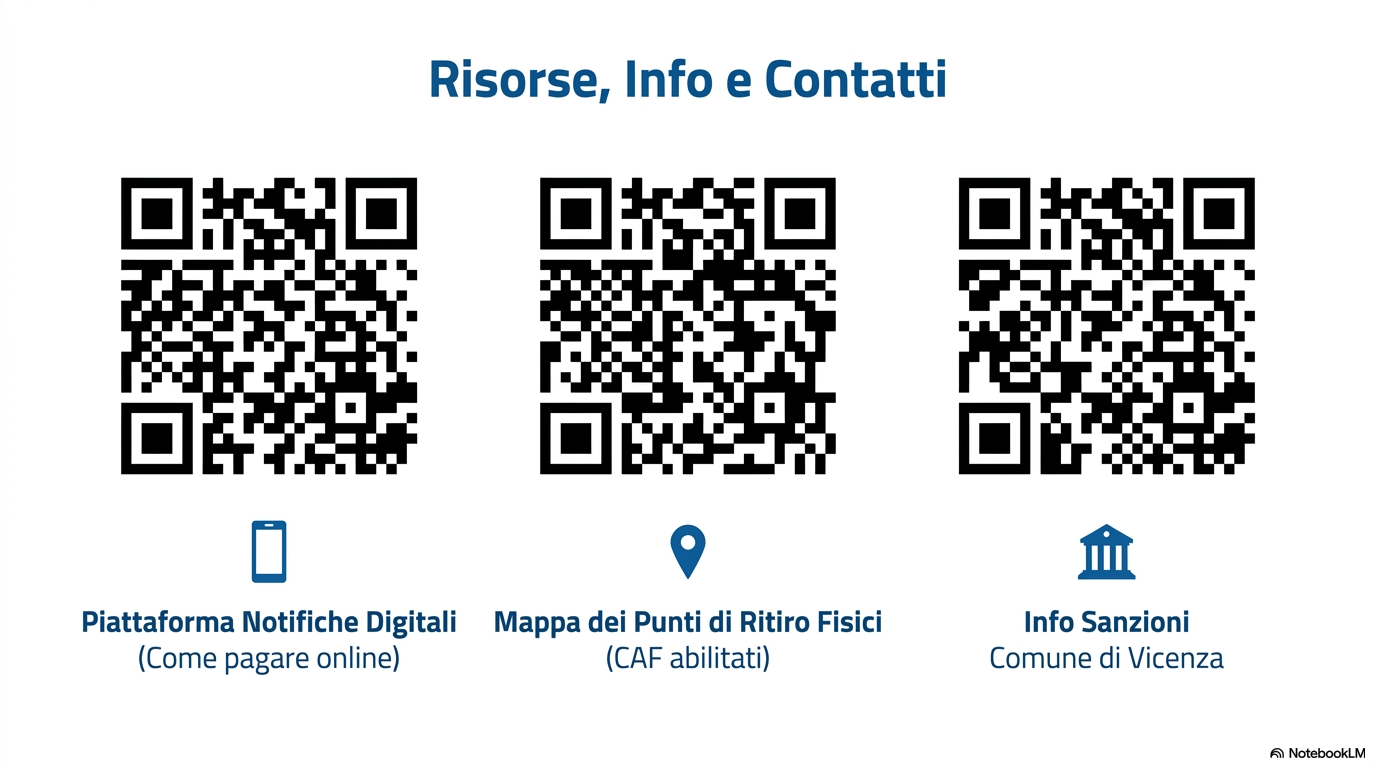 Risorse, Info e Contatti
Piattaforma Notifiche Digitali
(Come pagare online)
Mappa dei Punti di Ritiro Fisici
(CAF abilitati)
Info Sanzioni
Comune di Vicenza
NotebookLM